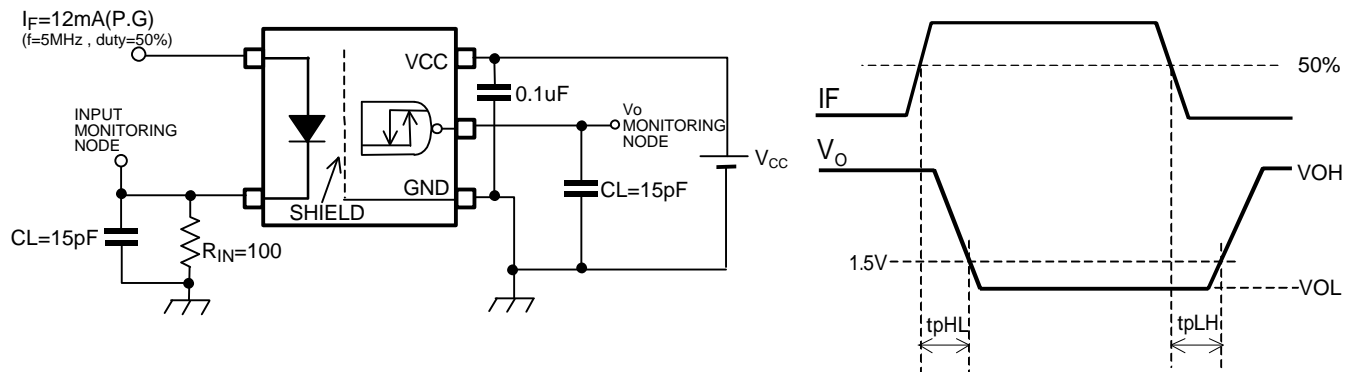 IF=12mA(P.G)
(f=5MHz , duty=50%)
INPUT
MONITORING
NODE
CL=15pF
RIN=100
SHIELD
VCC
GND
0.1uF
Vo
MONITORING
NODE
CL=15pF
VCC
IF
50%
VO
VOH
1.5V
VOL
tpHL
tpLH